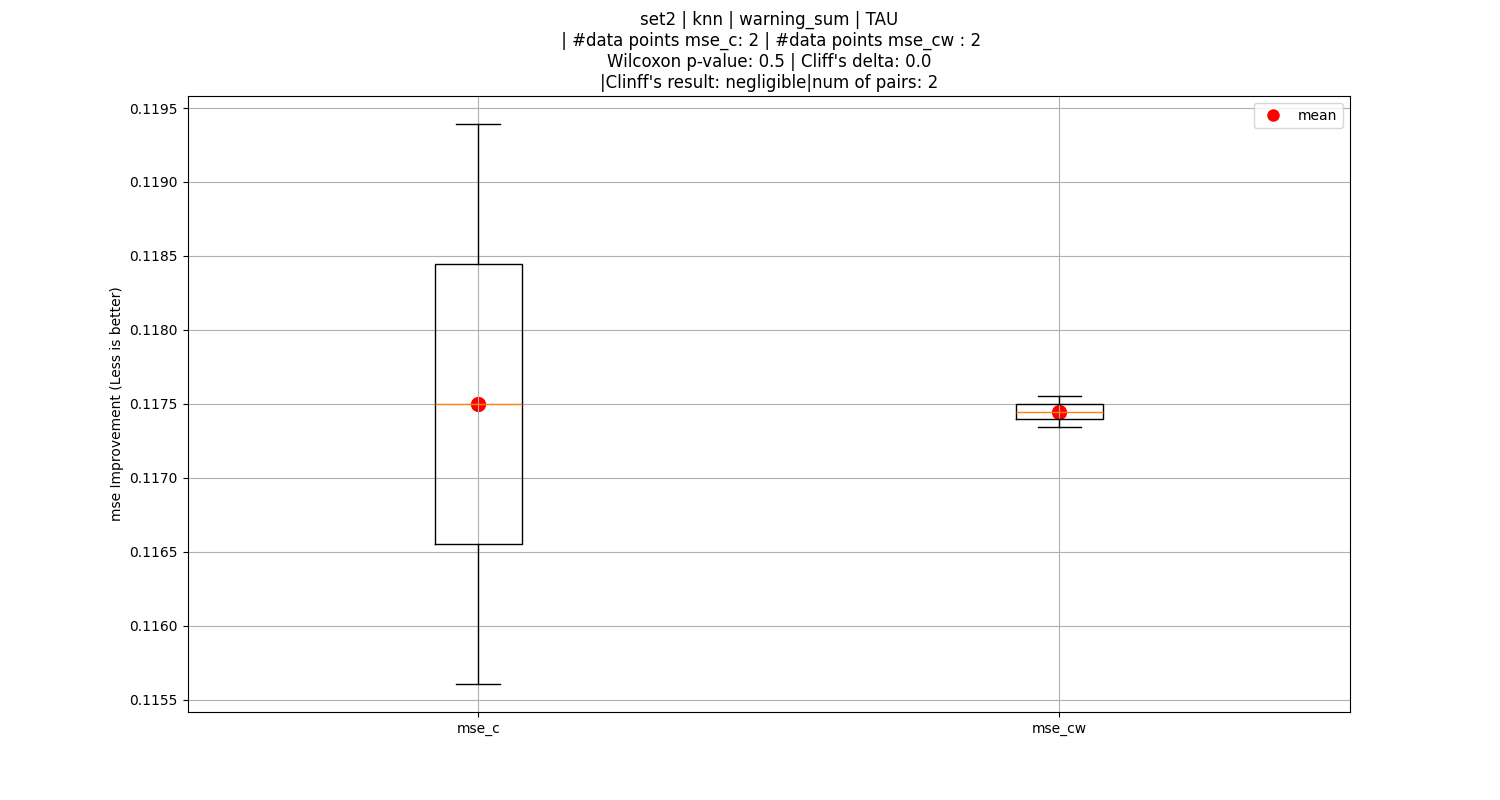 set2 | knn | warning_sum | TAU
| #data points mse_c: 2 | #data points mse_cw : 2
Wilcoxon p-value: 0.5 | Cliff's delta: 0.0
|Clinff's result: negligible|num of pairs: 2
mean
mse Improvement (Less is better)
0.1195
0.1190
0.1185
0.1180
0.1175
0.1170
0.1165
0.1160
0.1155
mse_c
mse_cw